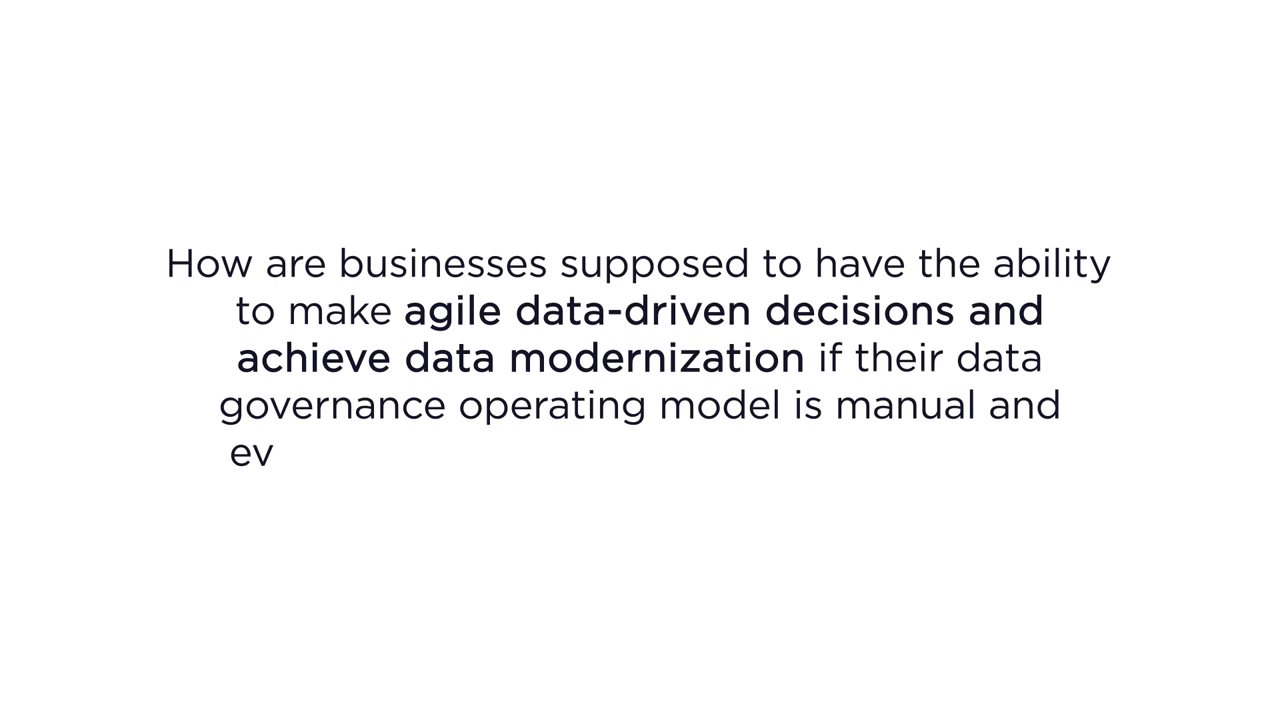 How are businesses supposed to have the ability
to make agile data-driven decisions and
achieve data modernization if their data
governance operating model is manual and
ev